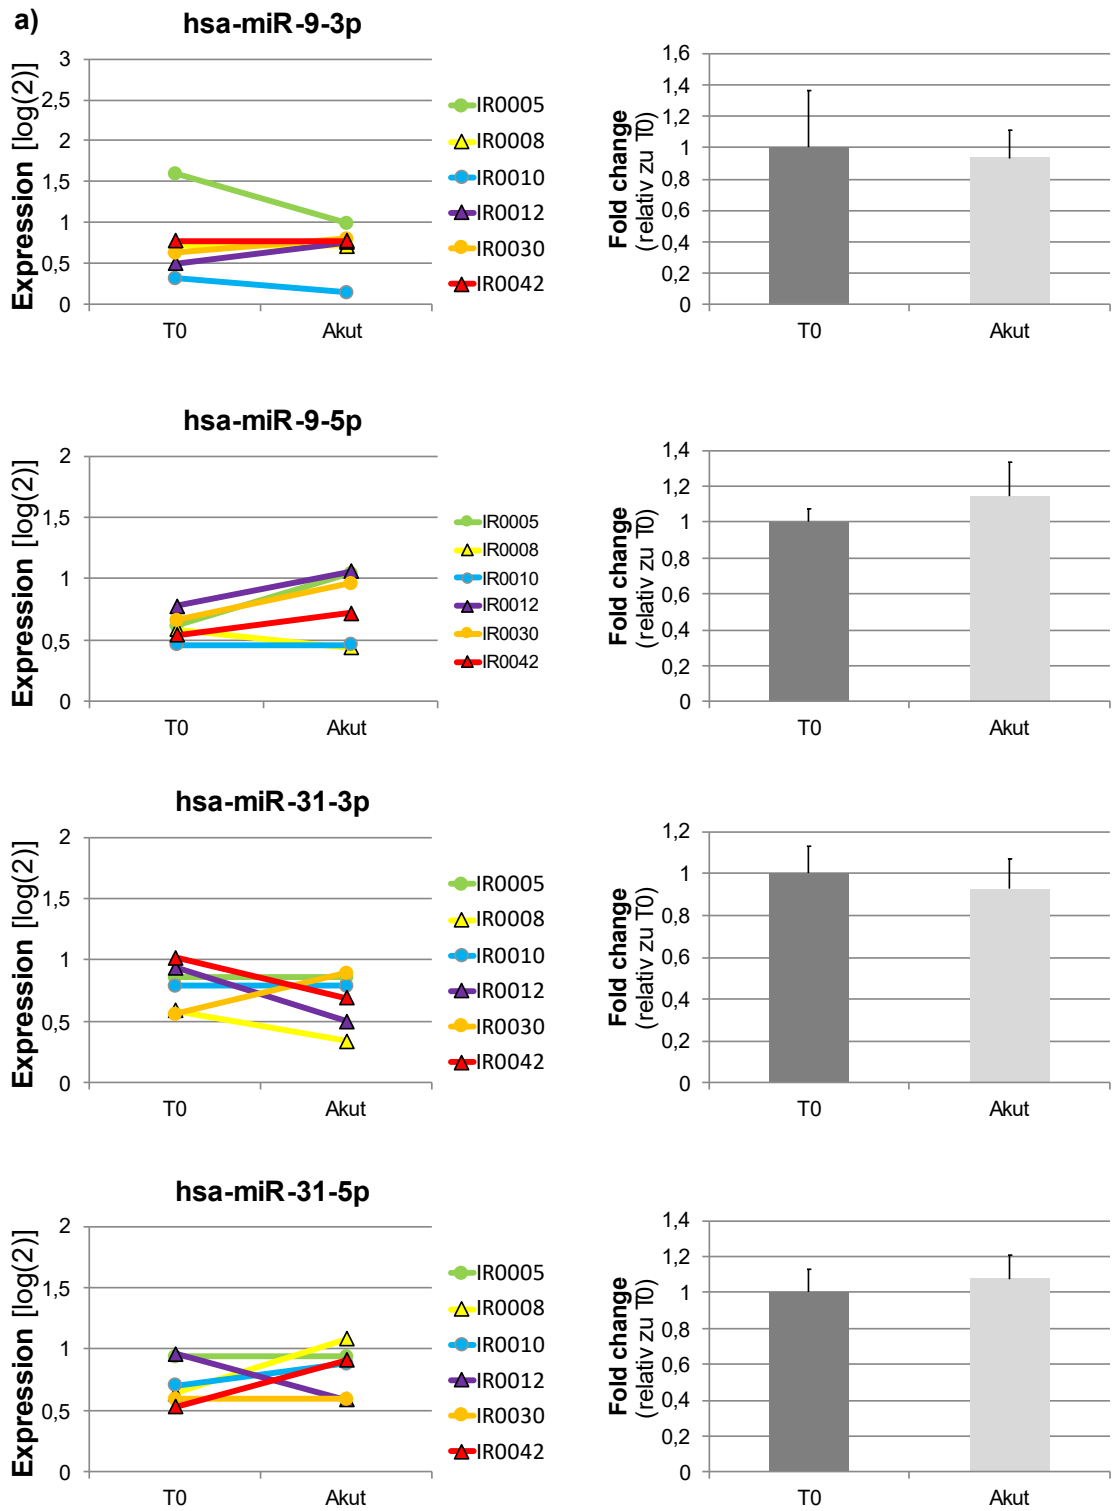 a)
hsa-miR-9-3p
Expression [log(2)]
3
2,5
2
1,5
1
0,5
0
T0 Akut
IR0005
IR0008
IR0010
IR0012
IR0030
IR0042
Fold change
(relativ zu T0)
1,6
1,4
1,2
1
0,8
0,6
0,4
0,2
0
T0 Akut
hsa-miR-9-5p
Expression [log(2)]
2
1,5
1
0,5
0
T0 Akut
IR0005
IR0008
IR0010
IR0012
IR0030
IR0042
Fold change
(relativ zu T0)
1,4
1,2
1
0,8
0,6
0,4
0,2
0
T0 Akut
hsa-miR-31-3p
Expression [log(2)]
2
1,5
1
0,5
0
T0 Akut
IR0005
IR0008
IR0010
IR0012
IR0030
IR0042
Fold change
(relativ zu T0)
1,2
1
0,8
0,6
0,4
0,2
0
T0 Akut
hsa-miR-31-5p
Expression [log(2)]
2
1,5
1
0,5
0
T0 Akut
IR0005
IR0008
IR0010
IR0012
IR0030
IR0042
Fold change
(relativ zu T0)
1,4
1,2
1
0,8
0,6
0,4
0,2
0
T0 Akut